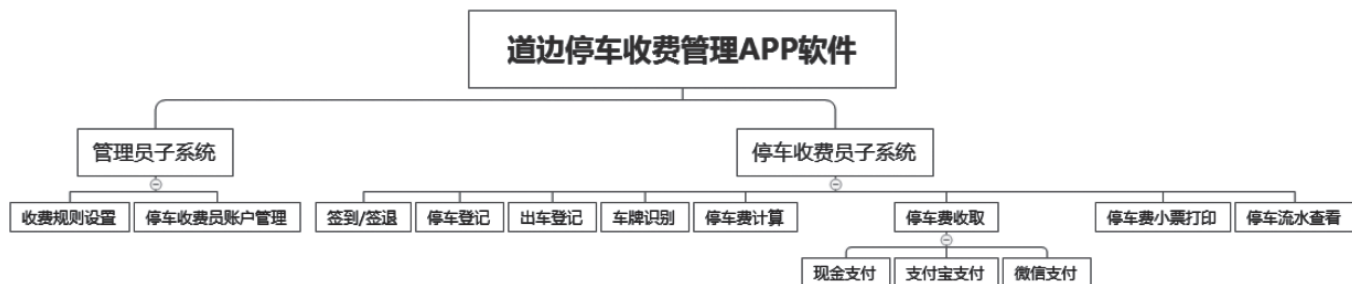 道边停车收费管理APP软件
管理员子系统
停车收费员子系统
收费规则设置
停车收费员账户管理
签到/签退
停车登记
出车登记
车牌识别
停车费计算
停车费收取
停车费小票打印
停车流水查看
现金支付
支付宝支付
微信支付